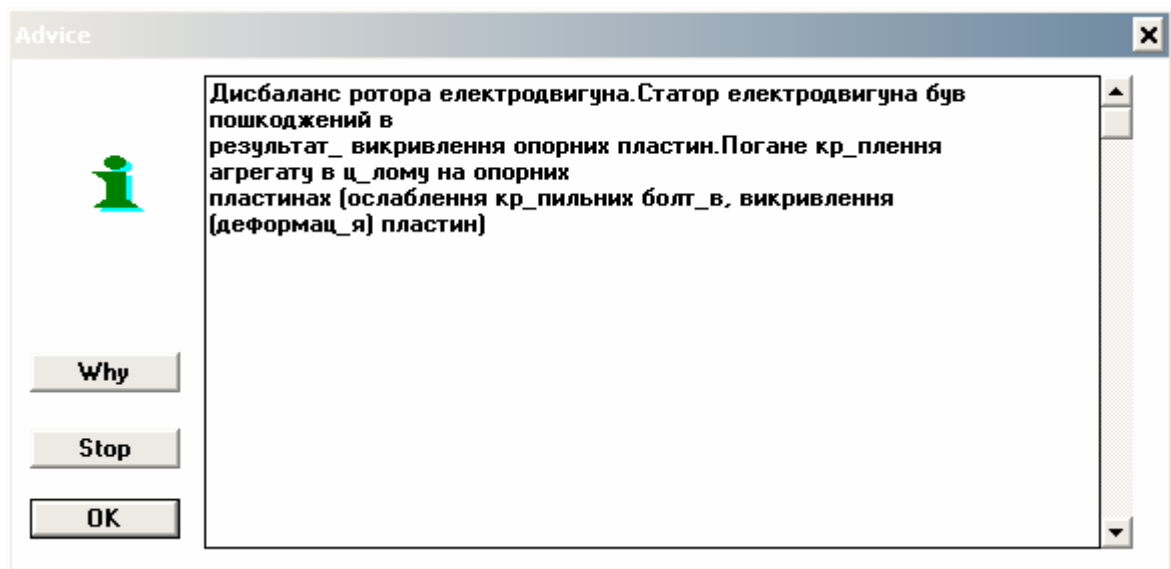 Advice
Дисбаланс ротора електродвигуна.Статор електродвигуна був
пошкоджений в
результат_ викривлення опорних пластин.Погане кр_плення
агрегату в ц_лому на опорних
пластинах (ослаблення кр_пильних болт_в, викривлення
(деформац_я) пластин)
Why
Stop
OK